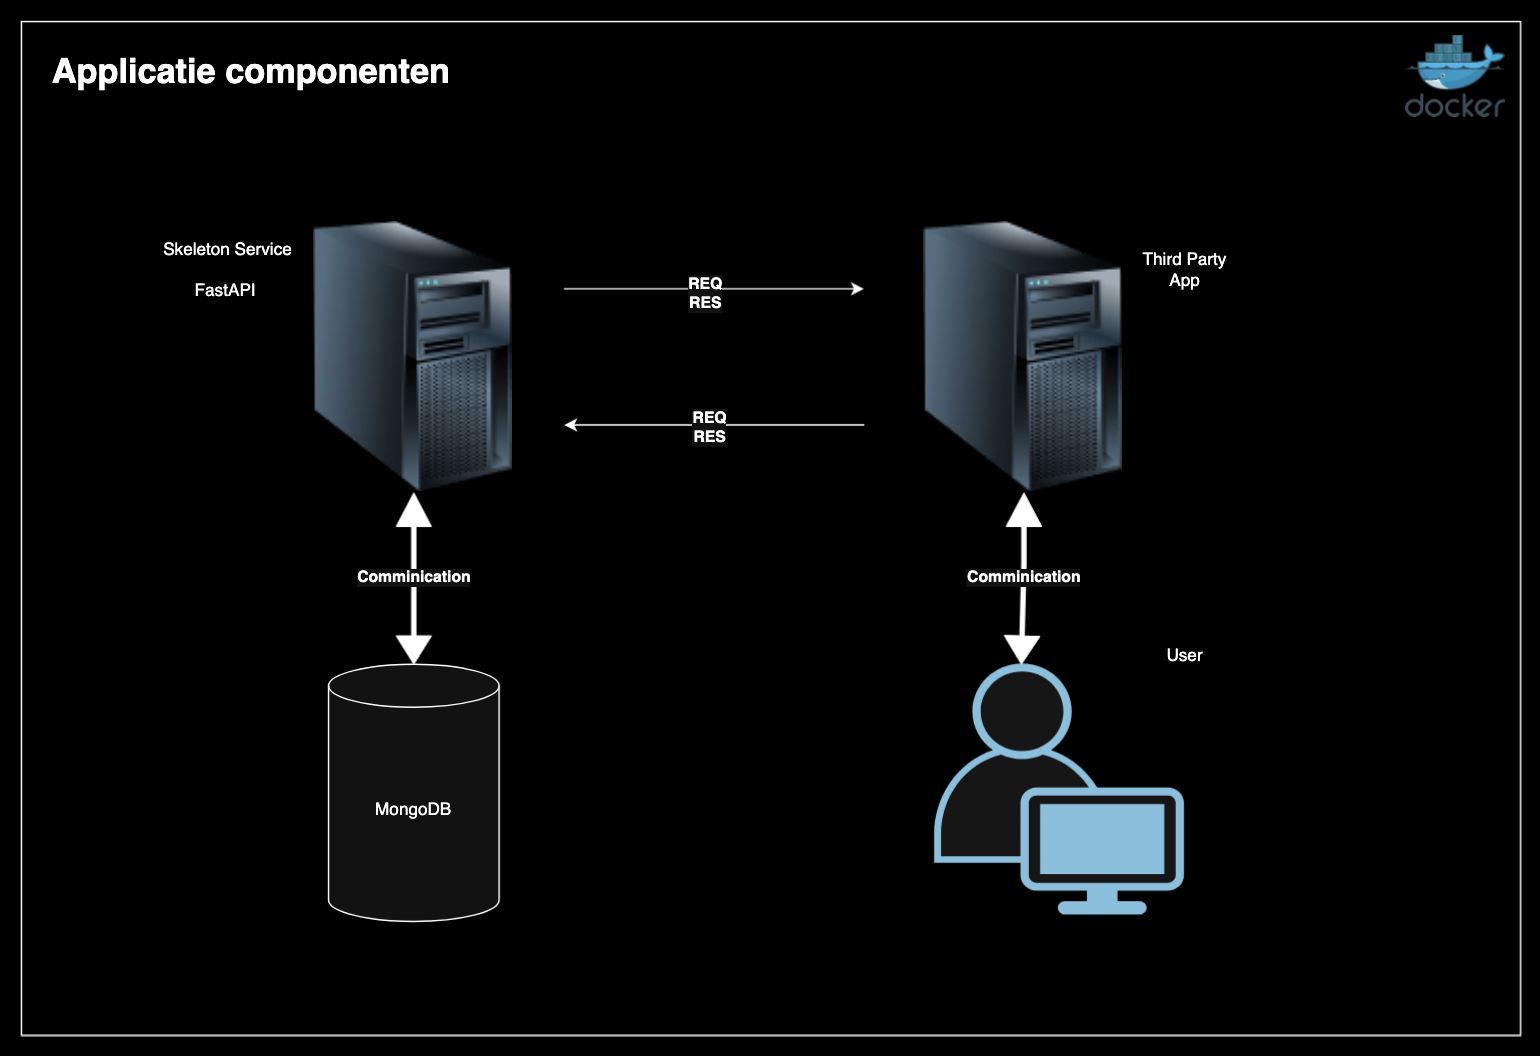 Applicatie componenten
docker
Skeleton Service
FastAPI
REQ
RES
Third Party
App
REQ
RES
Comminication
Comminication
User
MongoDB